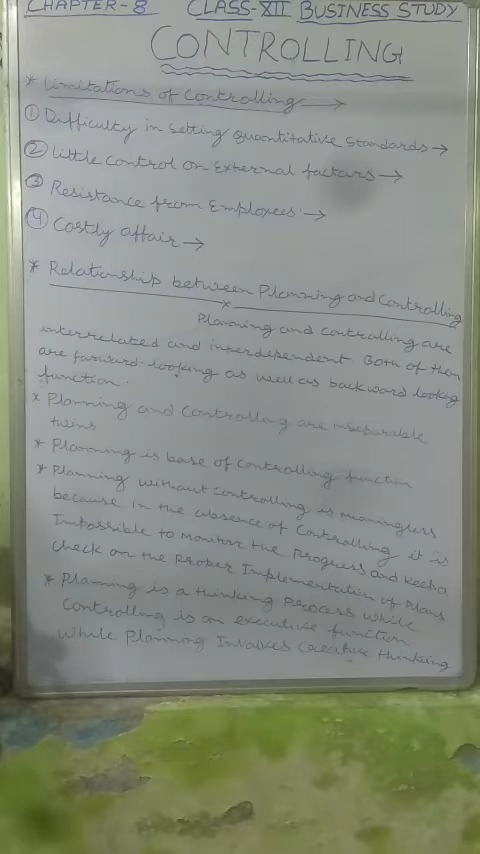 CHAPTER-8 CLASS-XII BUSINESS STUDY
CONTROLLING
* Limitations of Controlling →
① Difficulty in Setting Quantitative Standards →
② Little Control on External factars →
③ Resistance from Employees →
④ Costly affair →
* Relationship between Planning and Controlling
Planning and controlling are
interrelated and interdependent. Both of then
are forward-looking as well as backward looking
function.
* Planning and Controlling are inseparable
twins
* Planning is base of controlling function
* Planning without controlling is meaningless
because in the absence of controlling it is
Impossible to monitor the Progress and keep a
check on the Proper Implementation of Plans
* Planning is a thinking process while
Controlling is an executive function
While Planning Involves Creative thinking